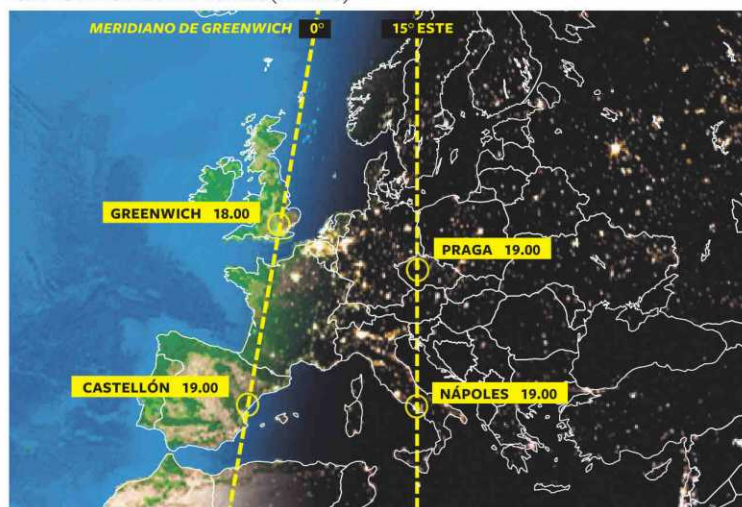 MERIDIANO DE GREENWICH 0° 15° ESTE
GREENWICH 18.00
PRAGA 19.00
CASTELLÓN 19.00
NÁPOLES 19.00